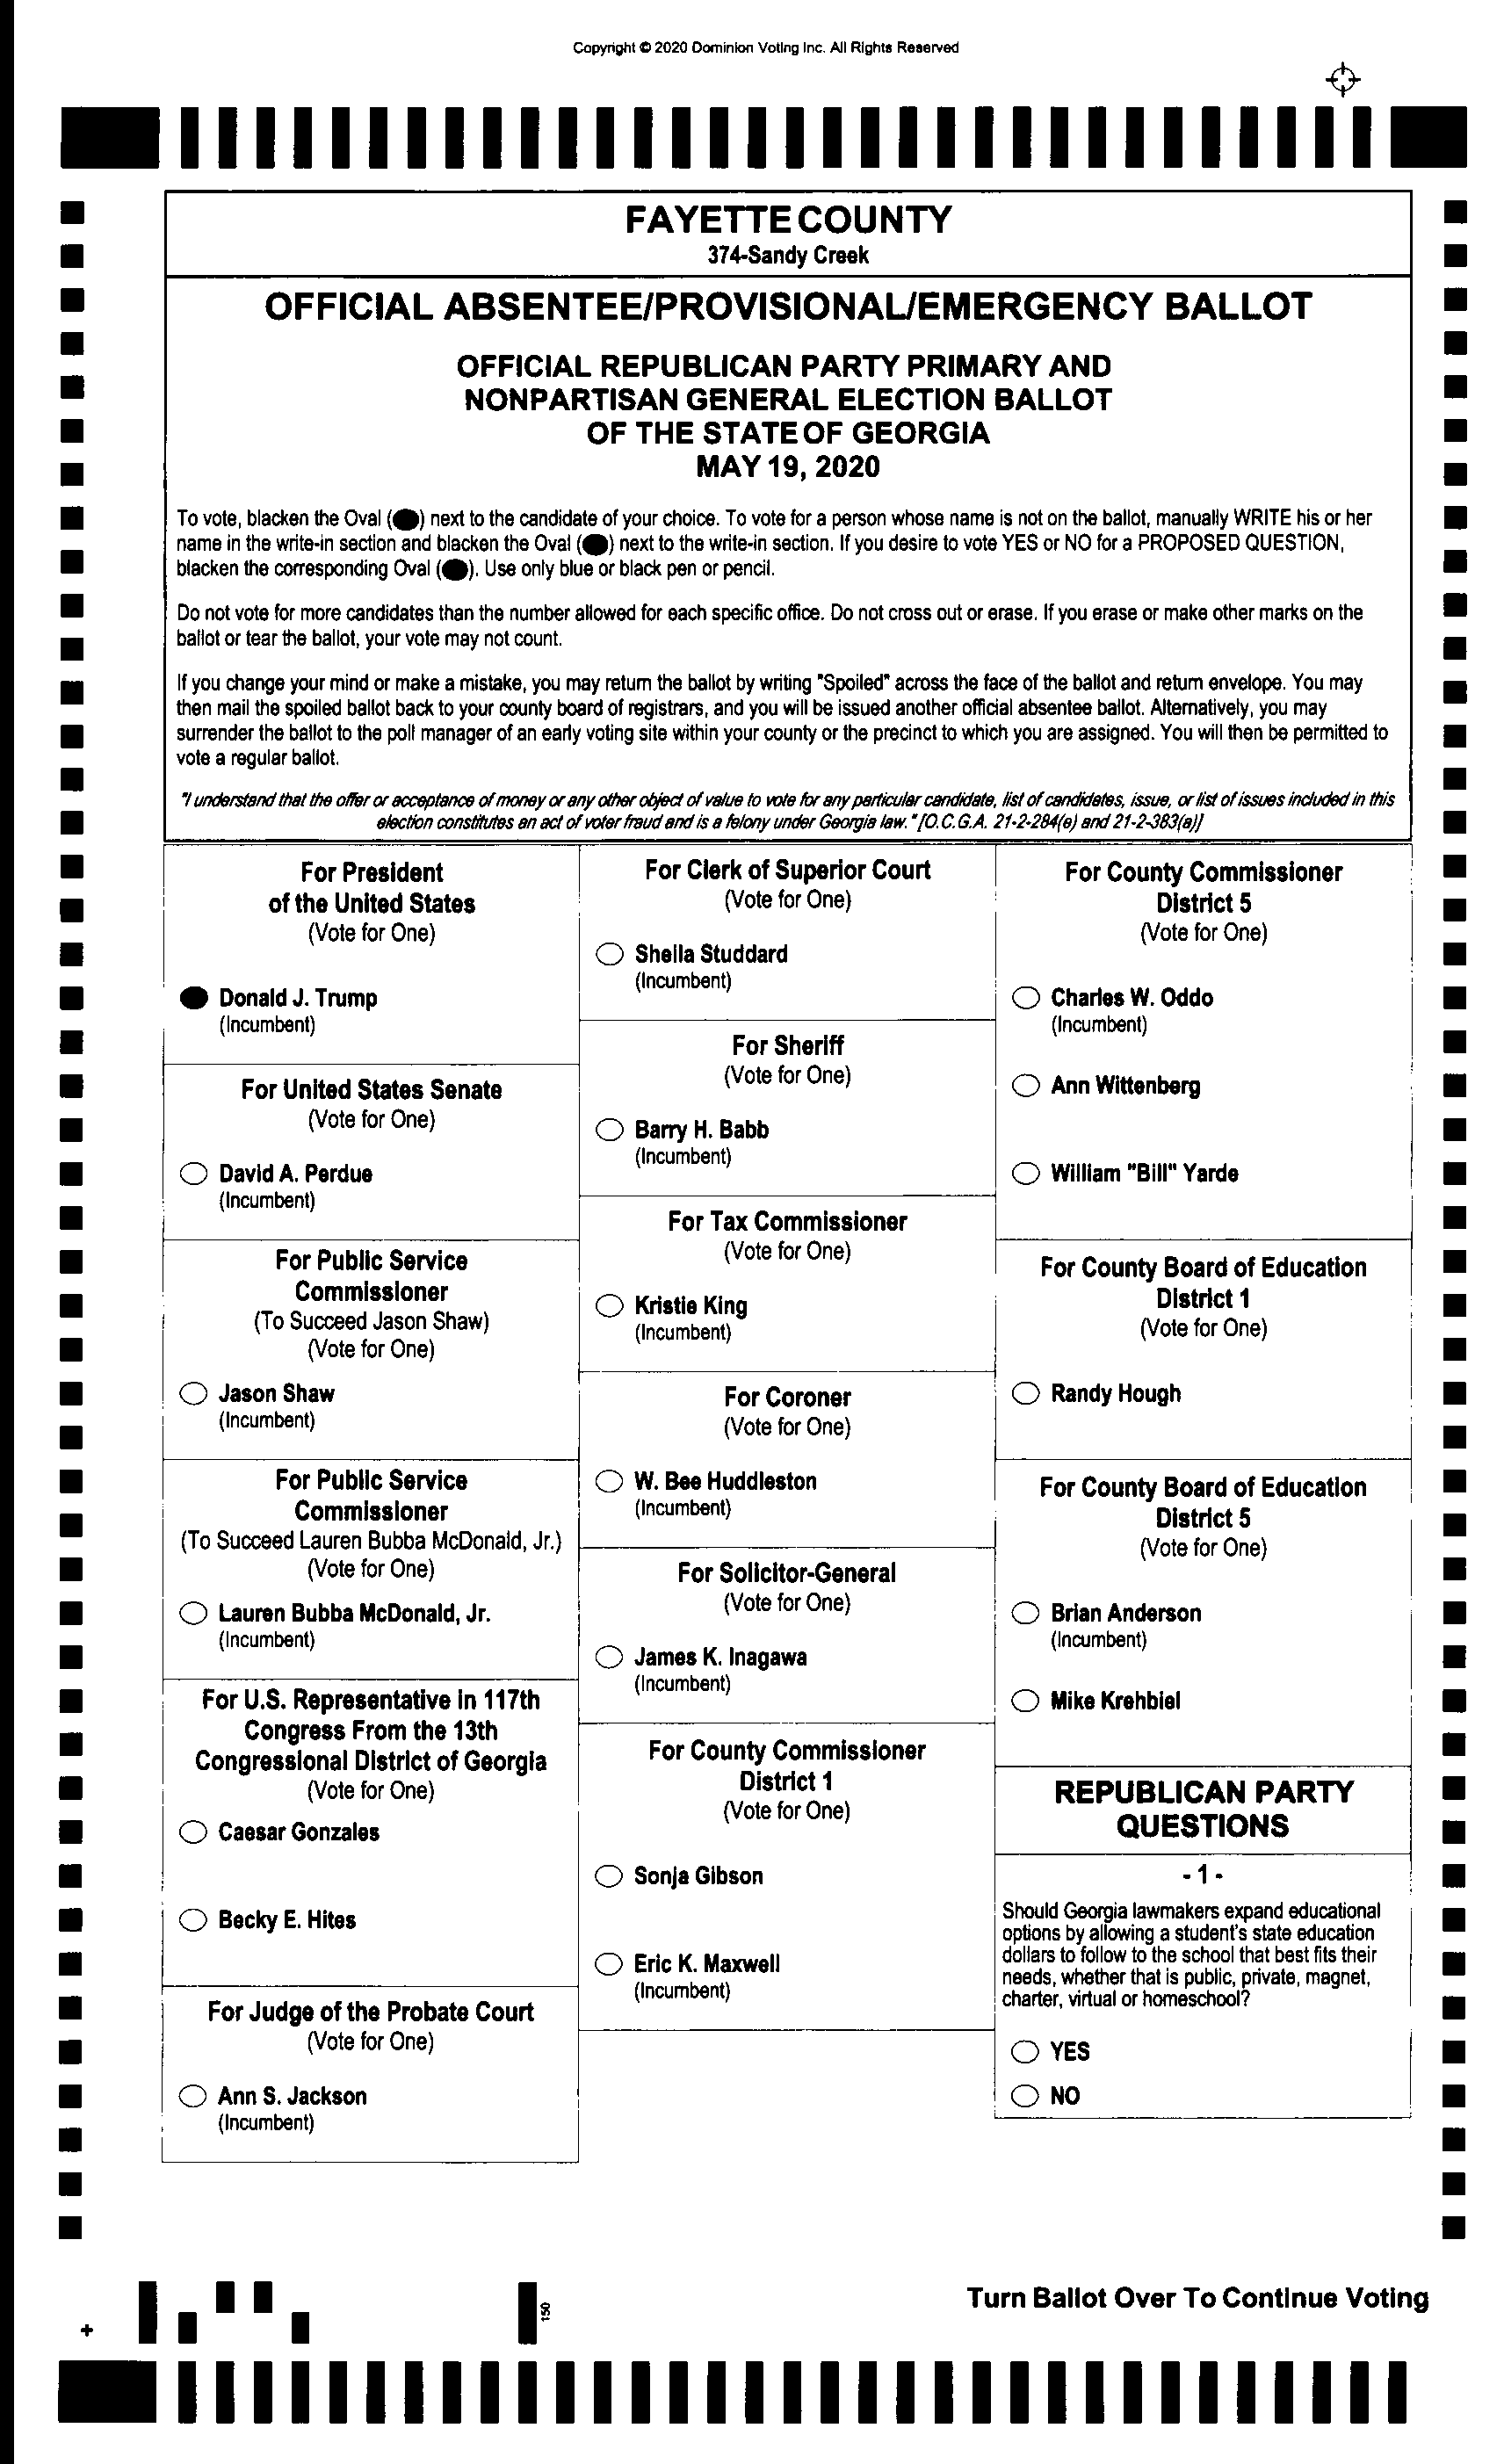 Copyright © 2020 Dominion Voting Inc. All Rights Reserved
FAYETTE COUNTY
374-Sandy Creek
OFFICIAL ABSENTEE/PROVISIONAL/EMERGENCY BALLOT
OFFICIAL REPUBLICAN PARTY PRIMARY AND
NONPARTISAN GENERAL ELECTION BALLOT
OF THE STATE OF GEORGIA
MAY 19, 2020
To vote, blacken the Oval (●) next to the candidate of your choice. To vote for a person whose name is not on the ballot, manually WRITE his or her
name in the write-in section and blacken the Oval (●) next to the write-in section. If you desire to vote YES or NO for a PROPOSED QUESTION,
blacken the corresponding Oval (●). Use only blue or black pen or pencil.
Do not vote for more candidates than the number allowed for each specific office. Do not cross out or erase. If you erase or make other marks on the
ballot or tear the ballot, your vote may not count.
If you change your mind or make a mistake, you may return the ballot by writing "Spoiled" across the face of the ballot and return envelope. You may
then mail the spoiled ballot back to your county board of registrars, and you will be issued another official absentee ballot. Alternatively, you may
surrender the ballot to the poll manager of an early voting site within your county or the precinct to which you are assigned. You will then be permitted to
vote a regular ballot.
"I understand that the offer or acceptance of money or any other object of value to vote for any particular candidate, list of candidates, issue, or list of issues included in this
election constitutes an act of voter fraud and is a felony under Georgia law." [O.C.G.A. 21-2-284(e) and 21-2-383(a)]
For President
of the United States
(Vote for One)
Donald J. Trump
(Incumbent)
For United States Senate
(Vote for One)
David A. Perdue
(Incumbent)
For Public Service
Commissioner
(To Succeed Jason Shaw)
(Vote for One)
Jason Shaw
(Incumbent)
For Public Service
Commissioner
(To Succeed Lauren Bubba McDonald, Jr.)
(Vote for One)
Lauren Bubba McDonald, Jr.
(Incumbent)
For U.S. Representative in 117th
Congress From the 13th
Congressional District of Georgia
(Vote for One)
Caesar Gonzales
Becky E. Hites
For Judge of the Probate Court
(Vote for One)
Ann S. Jackson
(Incumbent)
For Clerk of Superior Court
(Vote for One)
Sheila Studdard
(Incumbent)
For Sheriff
(Vote for One)
Barry H. Babb
(Incumbent)
For Tax Commissioner
(Vote for One)
Kristie King
(Incumbent)
For Coroner
(Vote for One)
W. Bee Huddleston
(Incumbent)
For Solicitor-General
(Vote for One)
James K. Inagawa
(Incumbent)
For County Commissioner
District 1
(Vote for One)
Sonja Gibson
Eric K. Maxwell
(Incumbent)
For County Commissioner
District 5
(Vote for One)
Charles W. Oddo
(Incumbent)
Ann Wittenberg
William "Bill" Yarde
For County Board of Education
District 1
(Vote for One)
Randy Hough
For County Board of Education
District 5
(Vote for One)
Brian Anderson
(Incumbent)
Mike Krehbiel
REPUBLICAN PARTY
QUESTIONS
- 1 -
Should Georgia lawmakers expand educational
options by allowing a student's state education
dollars to follow to the school that best fits their
needs, whether that is public, private, magnet,
charter, virtual or homeschool?
YES
NO
Turn Ballot Over To Continue Voting
150